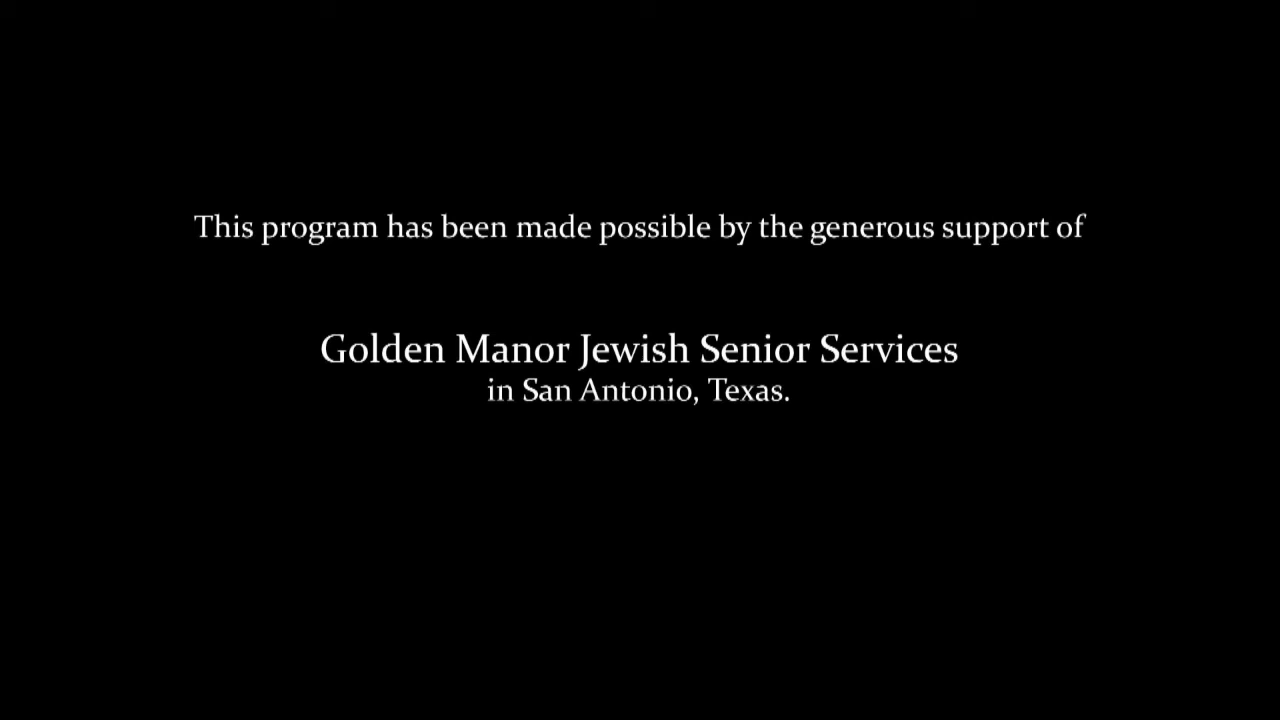 This program has been made possible by the generous support of
Golden Manor Jewish Senior Services
in San Antonio, Texas.